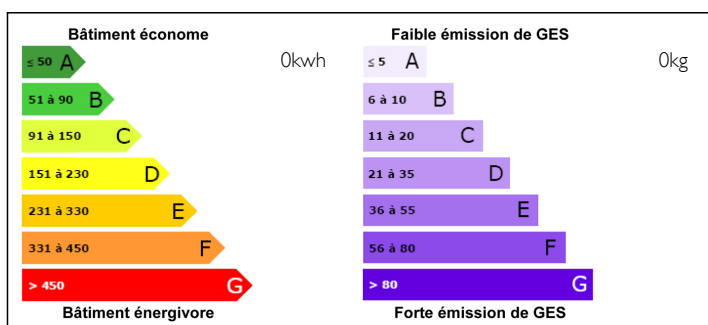 Bâtiment économe
≤ 50 A 0kwh
51 à 90 B
91 à 150 C
151 à 230 D
231 à 330 E
331 à 450 F
> 450 G
Bâtiment énergivore
Faible émission de GES
≤ 5 A 0kg
6 à 10 B
11 à 20 C
21 à 35 D
36 à 55 E
56 à 80 F
> 80 G
Forte émission de GES